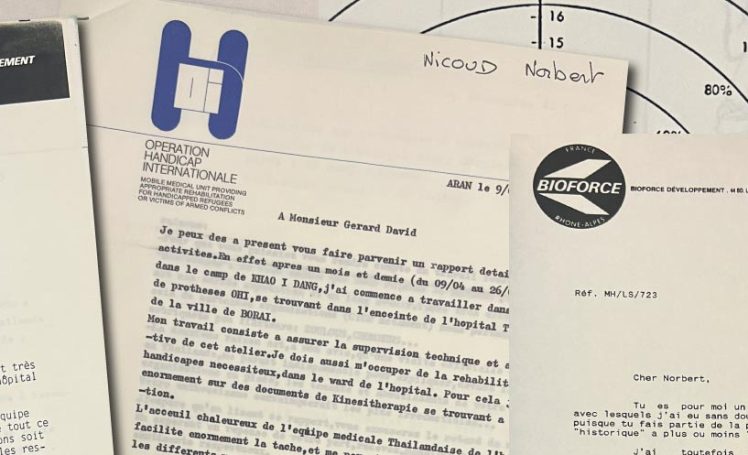 EMENT
t très
hôpital
quipe
e tout ce
ons soit
les res-
OPERATION
HANDICAP
INTERNATIONALE
MOBILE MEDICAL UNIT PROVIDING
APPROPRIATE REHABILITATION
FOR HANDICAPPED REFUGEES
OR VICTIMS OF ARMED CONFLICTS
Nicoud Norbert
ARAN le 9/
A Monsieur Gerard David
Je peux des a present vous faire parvenir un rapport detai
activites.En effet apres un mois et demie (du 09/04 au 26/
dans le camp de KHAO I DANG,j'ai commence a travailler dans
de protheses OHI,se trouvant dans l'enceinte de l'hopital T
de la ville de BORAI.
Mon travail consiste a assurer la supervision technique et a
-tive de cet atelier.Je dois aussi m'occuper de la rehabilit
handicapes necessiteux,dans le ward de l'hopital. Pour cela
enormement sur des documents de Kinesitherapie se trouvant a
-tion.
L'acceuil chaleureux de l'equipe medicale Thailandaise de l'h
facilite enormement la tache,et me
les differents
16
15
80%
FRANCE
BIOFORCE
RHONE-ALPES
BIOFORCE DÉVELOPPEMENT
Réf. MH/LS/723
Cher Norbert,
Tu es pour moi un
avec lesquels j'ai eu sans dou
puisque tu fais partie de la p
"historique" a plus ou moins
J'ai toutefois